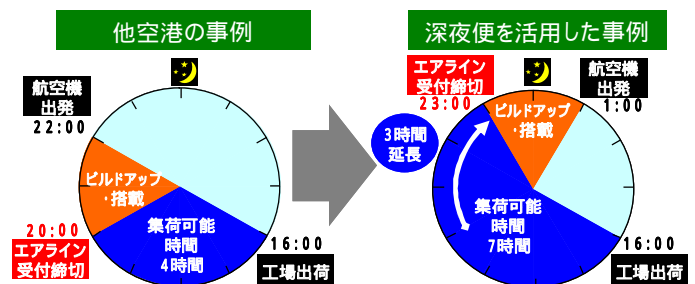 他空港の事例
航空機
出発
22:00
ビルドアップ
・搭載
20:00
エアライン
受付締切
集荷可能
時間
4時間
16:00
工場出荷
3時間
延長
深夜便を活用した事例
エアライン
受付締切
23:00
航空機
出発
1:00
ビルドアップ
・搭載
集荷可能
時間
7時間
16:00
工場出荷